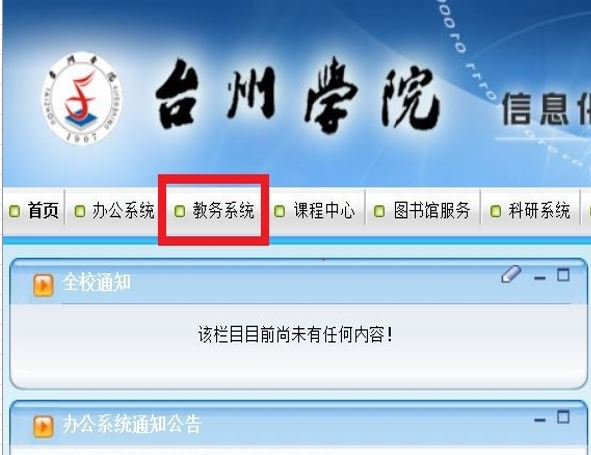 台州学院
1907
信息化
首页 办公系统 教务系统 课程中心 图书馆服务 科研系统
全校通知
该栏目目前尚未有任何内容！
办公系统通知公告